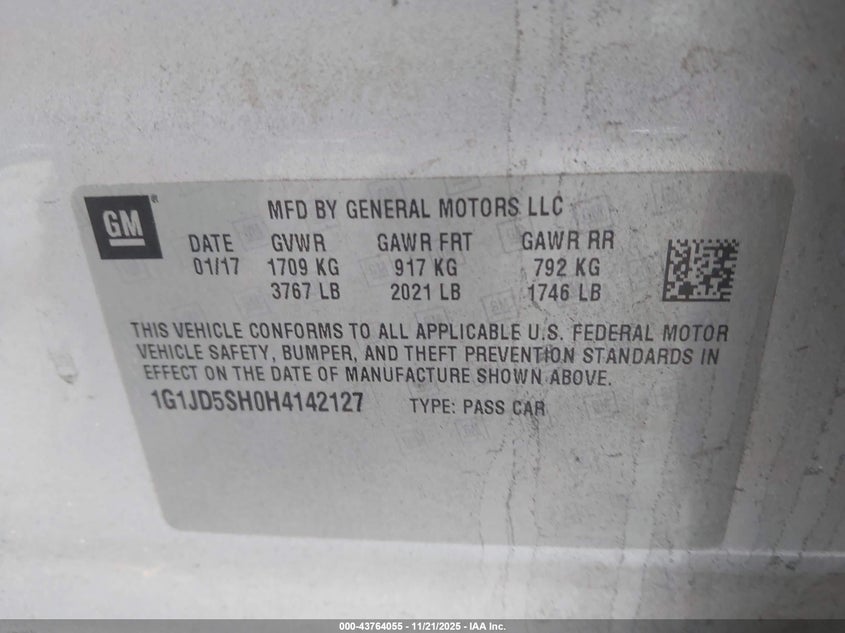 GM®
MFD BY GENERAL MOTORS LLC
DATE GVWR GAWR FRT GAWR RR
01/17 1709 KG 917 KG 792 KG
3767 LB 2021 LB 1746 LB
THIS VEHICLE CONFORMS TO ALL APPLICABLE U.S. FEDERAL MOTOR
VEHICLE SAFETY, BUMPER, AND THEFT PREVENTION STANDARDS IN
EFFECT ON THE DATE OF MANUFACTURE SHOWN ABOVE.
1G1JD5SH0H4142127 TYPE: PASS CAR
000-43764055 - 11/21/2025 - IAA Inc.